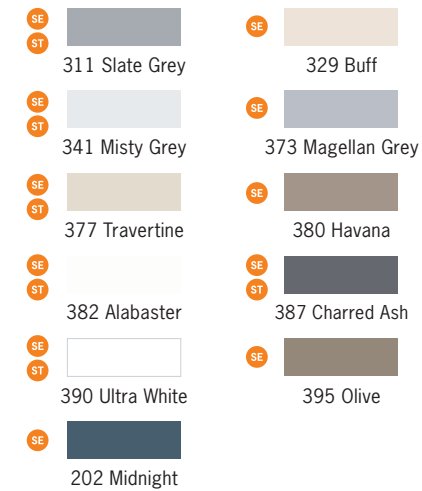 SE
ST
311 Slate Grey
SE
329 Buff
SE
ST
341 Misty Grey
SE
373 Magellan Grey
SE
ST
377 Travertine
SE
380 Havana
SE
ST
382 Alabaster
SE
ST
387 Charred Ash
SE
ST
390 Ultra White
SE
395 Olive
SE
202 Midnight